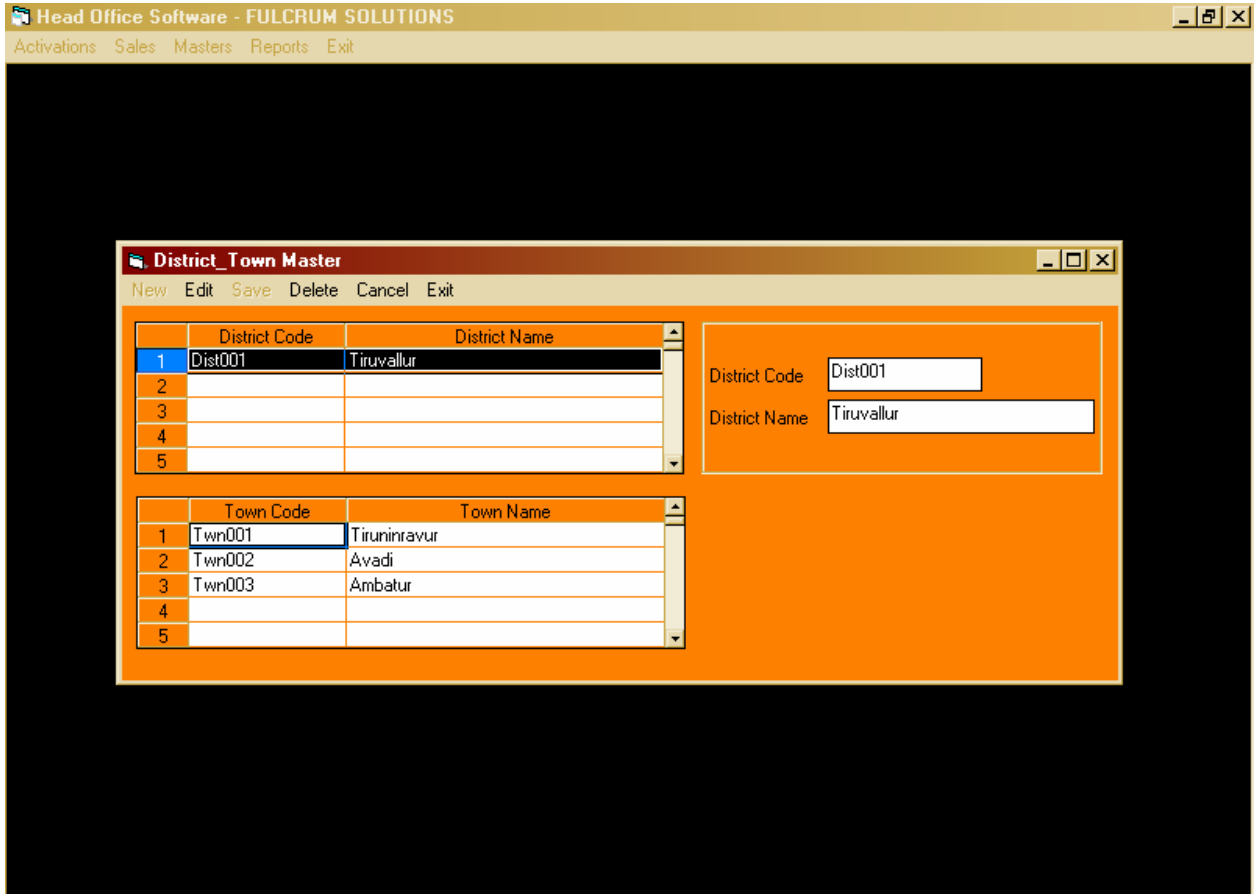 Head Office Software - FULCRUM SOLUTIONS
Activations Sales Masters Reports Exit
District_Town Master
New Edit Save Delete Cancel Exit
District Code District Name
1 Dist001 Tiruvallur
2
3
4
5
District Code Dist001
District Name Tiruvallur
Town Code Town Name
1 Twn001 Tiruninravur
2 Twn002 Avadi
3 Twn003 Ambatur
4
5